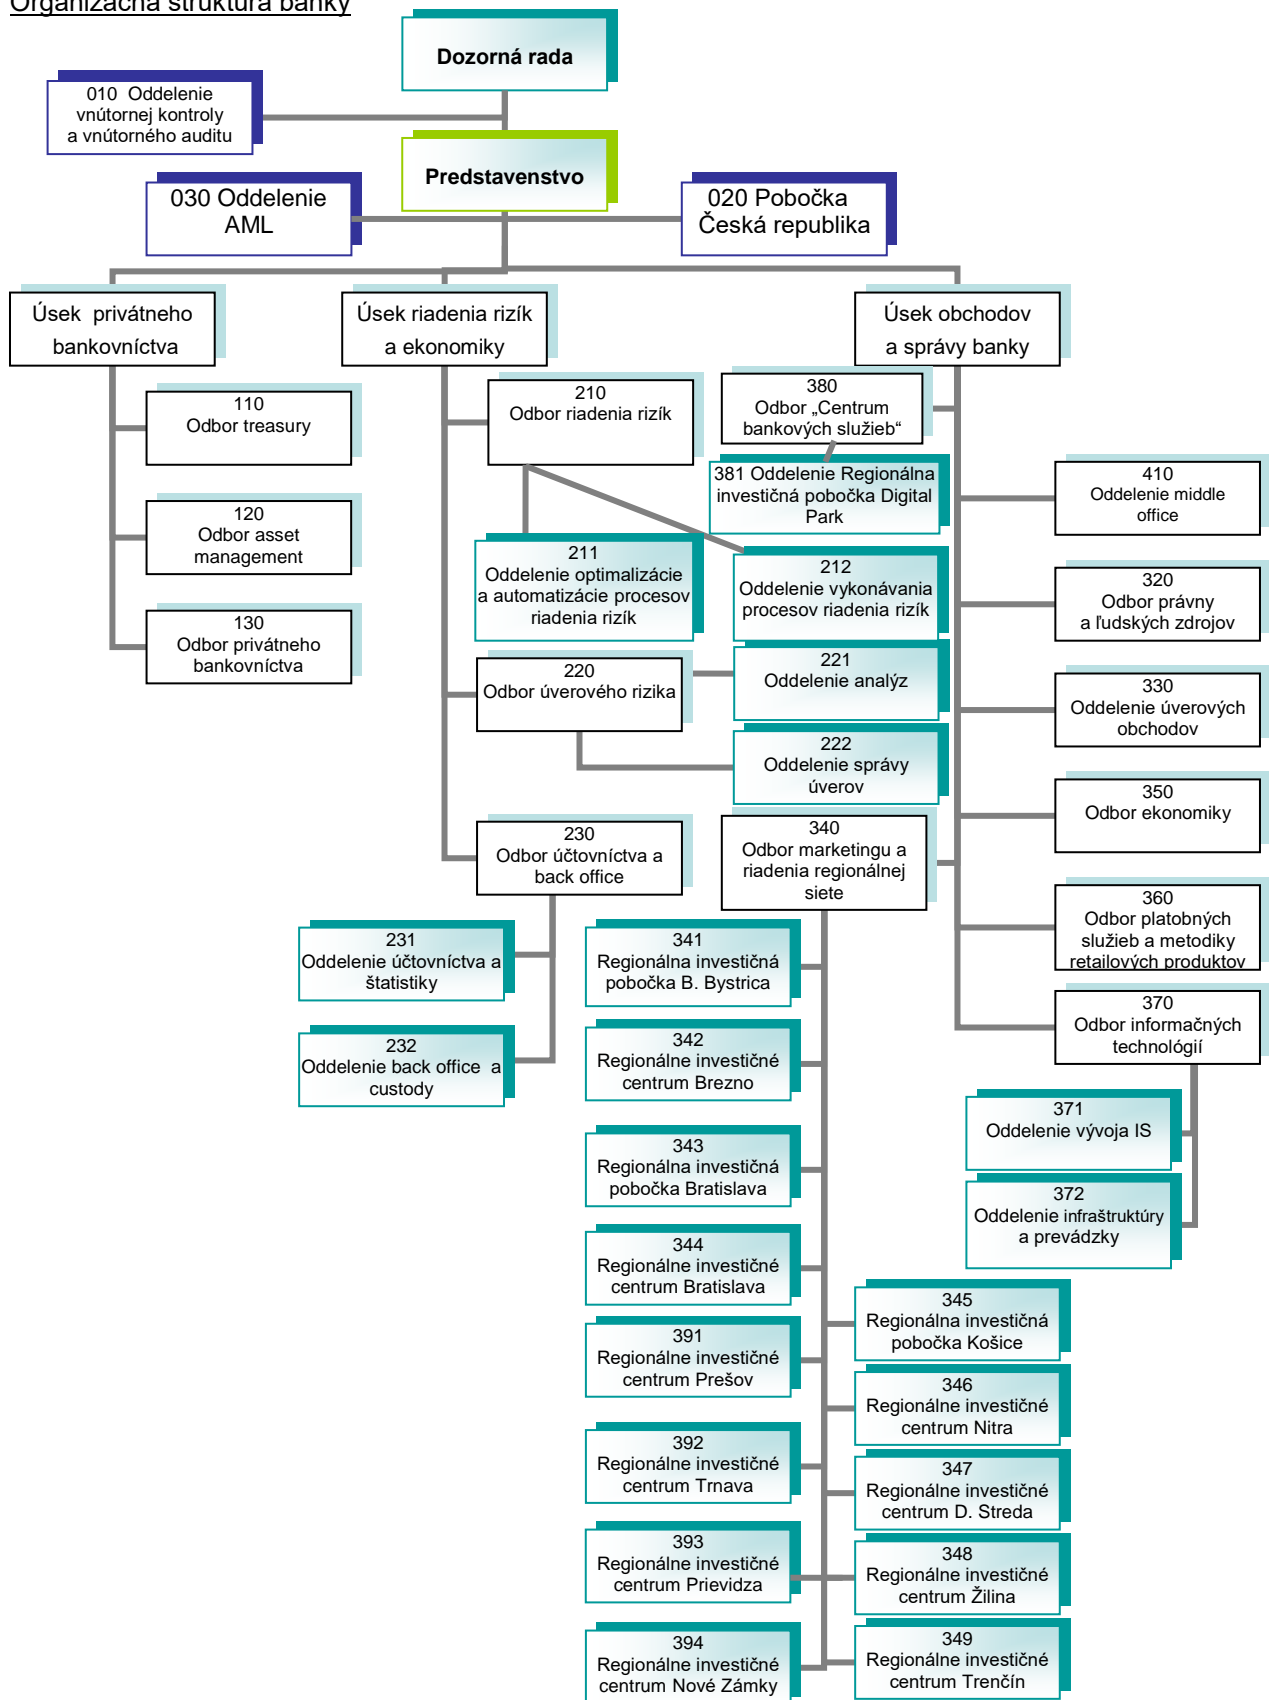 Organizačná štruktúra banky
Dozorná rada
010 Oddelenie
vnútornej kontroly
a vnútorného auditu
Predstavenstvo
030 Oddelenie
AML
020 Pobočka
Česká republika
Úsek privátneho
bankovníctva
Úsek riadenia rizík
a ekonomiky
Úsek obchodov
a správy banky
110
Odbor treasury
120
Odbor asset
management
130
Odbor privátneho
bankovníctva
210
Odbor riadenia rizík
211
Oddelenie optimalizácie
a automatizácie procesov
riadenia rizík
212
Oddelenie vykonávania
procesov riadenia rizík
220
Odbor úverového rizika
221
Oddelenie analýz
222
Oddelenie správy
úverov
230
Odbor účtovníctva a
back office
231
Oddelenie účtovníctva a
štatistiky
232
Oddelenie back office a
custody
380
Odbor „Centrum
bankových služieb“
381 Oddelenie Regionálna
investičná pobočka Digital
Park
410
Oddelenie middle
office
320
Odbor právny
a ľudských zdrojov
330
Oddelenie úverových
obchodov
350
Odbor ekonomiky
360
Odbor platobných
služieb a metodiky
retailových produktov
370
Odbor informačných
technológií
371
Oddelenie vývoja IS
372
Oddelenie infraštruktúry
a prevádzky
340
Odbor marketingu a
riadenia regionálnej
siete
341
Regionálna investičná
pobočka B. Bystrica
342
Regionálne investičné
centrum Brezno
343
Regionálna investičná
pobočka Bratislava
344
Regionálne investičné
centrum Bratislava
391
Regionálne investičné
centrum Prešov
392
Regionálne investičné
centrum Trnava
393
Regionálne investičné
centrum Prievidza
394
Regionálne investičné
centrum Nové Zámky
345
Regionálna investičná
pobočka Košice
346
Regionálne investičné
centrum Nitra
347
Regionálne investičné
centrum D. Streda
348
Regionálne investičné
centrum Žilina
349
Regionálne investičné
centrum Trenčín